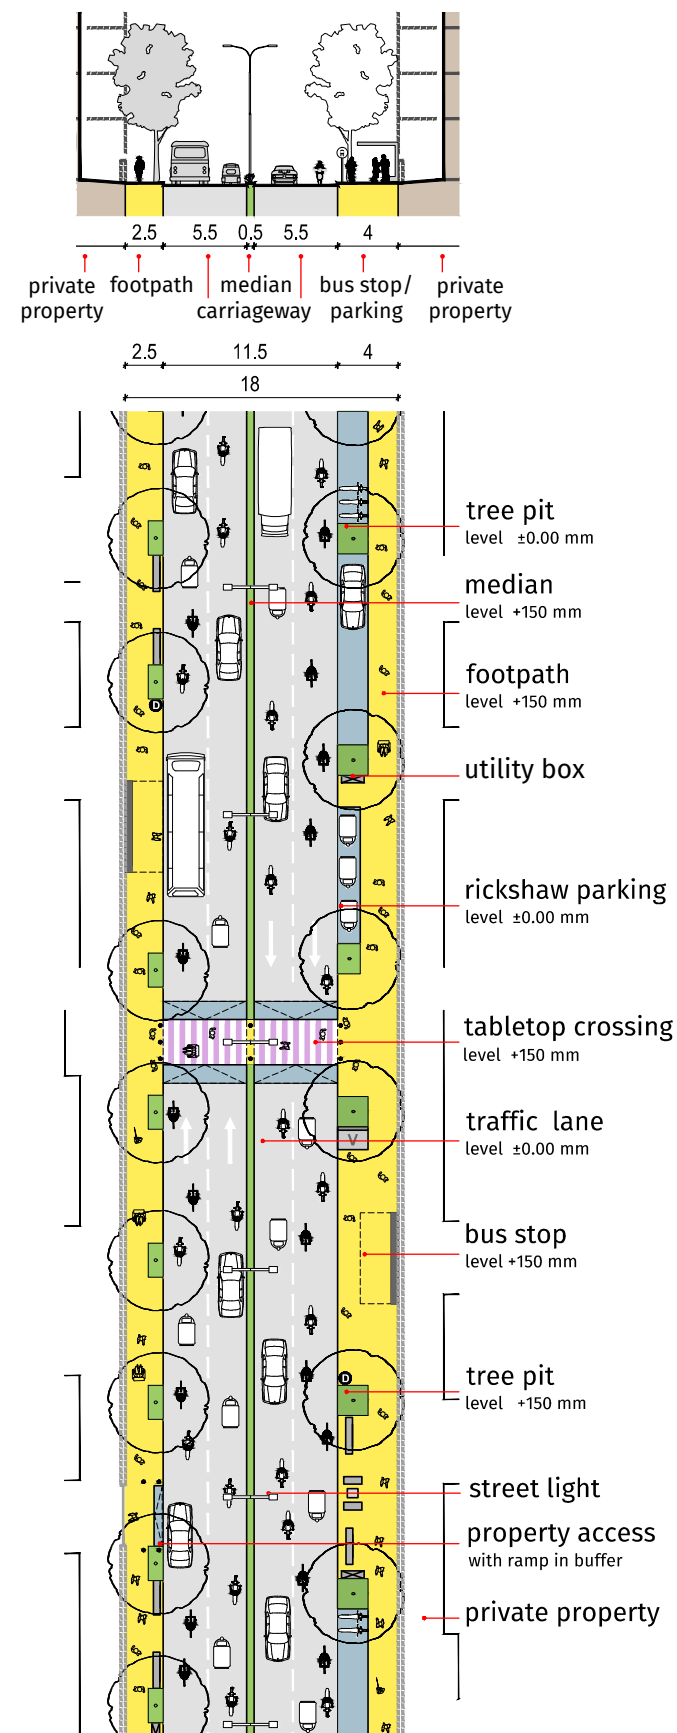 2.5 5.5 0.5 5.5 4
private property
footpath
median
carriageway
bus stop/
parking
private
property
2.5 11.5 4
18
tree pit
level ±0.00 mm
median
level +150 mm
footpath
level +150 mm
D
utility box
rickshaw parking
level ±0.00 mm
tabletop crossing
level +150 mm
traffic lane
level ±0.00 mm
V
bus stop
level +150 mm
tree pit
level +150 mm
D
street light
property access
with ramp in buffer
private property
M